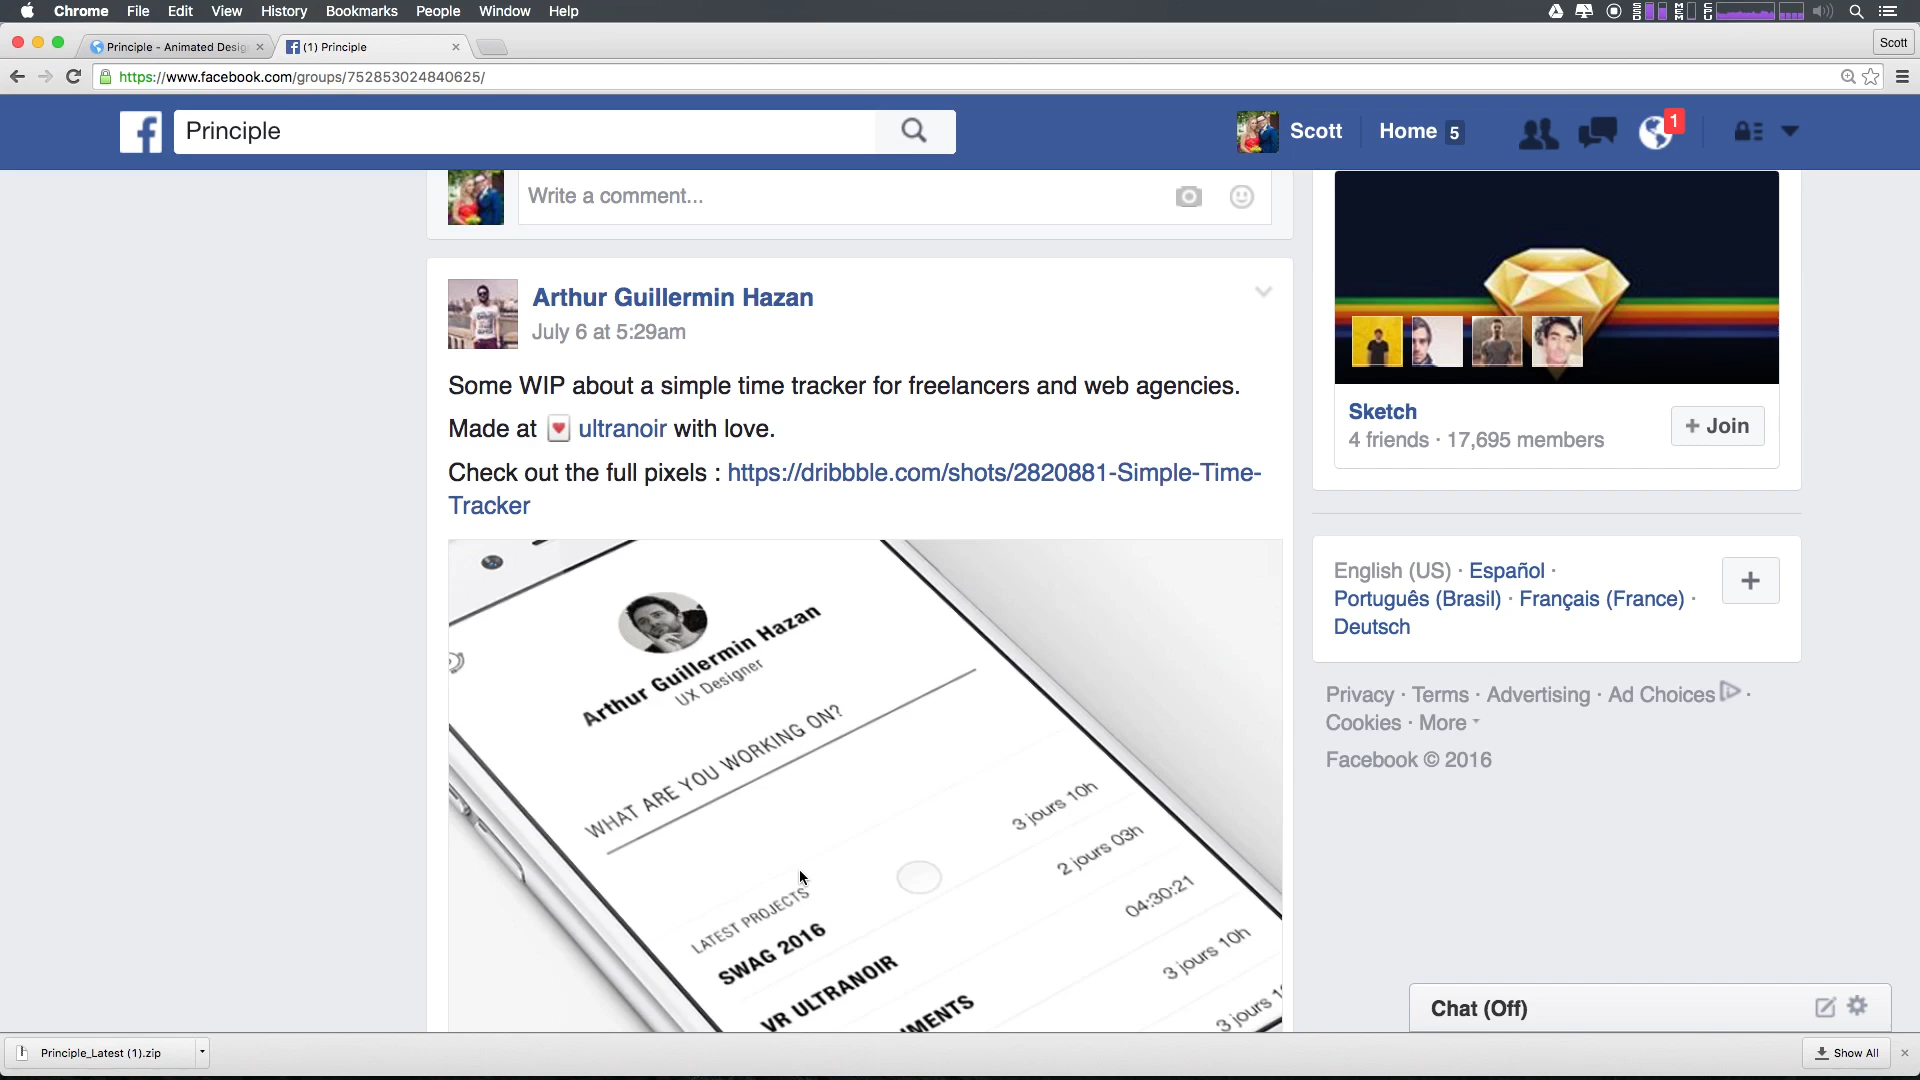 Chrome File Edit View History Bookmarks People Window Help
Principle - Animated Desig
(1) Principle
Scott
https://www.facebook.com/groups/752853024840625/
Principle
Scott Home 5
1
Write a comment...
Arthur Guillermin Hazan
July 6 at 5:29am
Some WIP about a simple time tracker for freelancers and web agencies.
Made at ultranoir with love.
Check out the full pixels : https://dribbble.com/shots/2820881-Simple-Time-
Tracker
Arthur Guillermin Hazan
UX Designer
WHAT ARE YOU WORKING ON?
LATEST PROJECTS
SWAG 2016
3 jours 10h
VR ULTRANOIR
2 jours 03h
04:30:21
3 jours 10h
Sketch
4 friends · 17,695 members
+ Join
English (US) · Español ·
Português (Brasil) · Français (France) ·
Deutsch
+
Privacy · Terms · Advertising · Ad Choices ·
Cookies · More
Facebook © 2016
Chat (Off)
Principle_Latest (1).zip
Show All